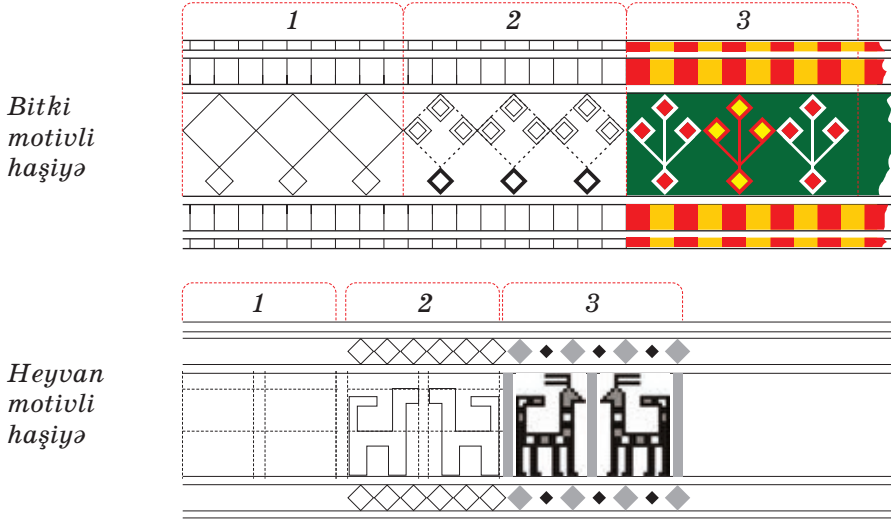 1 2 3
Bitki
motivli
haşiyə
1 2 3
Heyvan
motivli
haşiyə